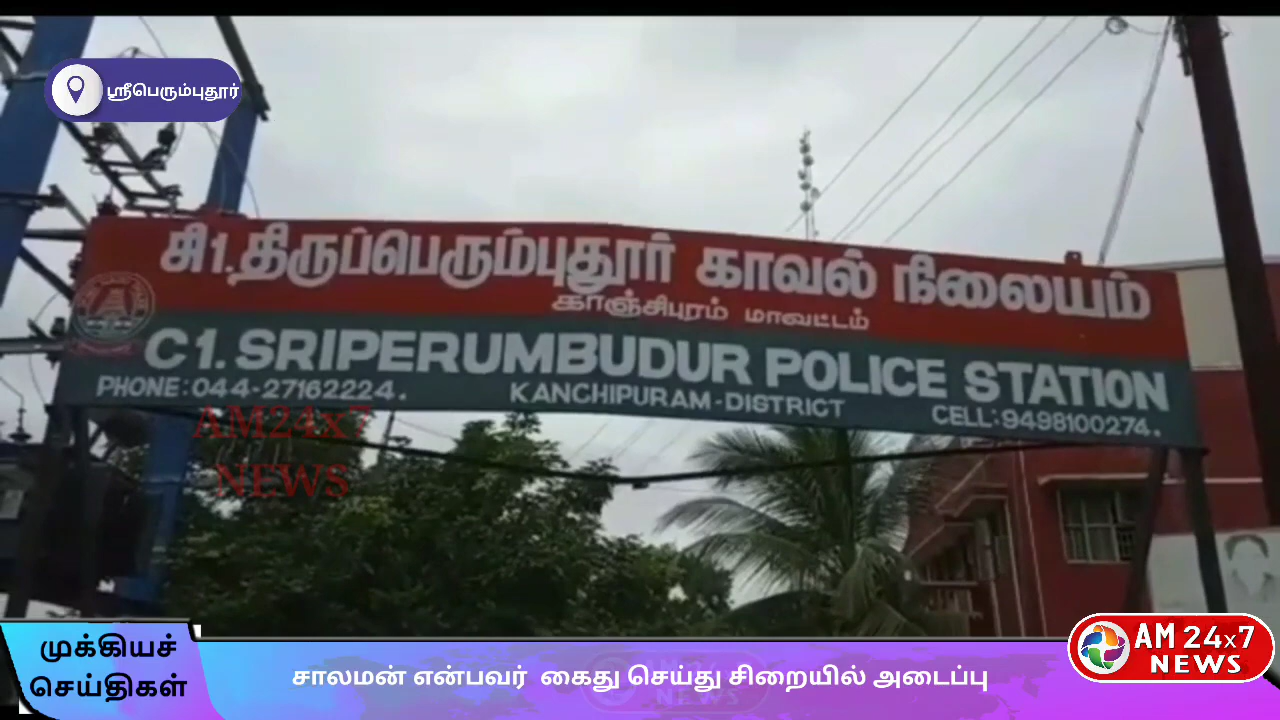 ஸ்ரீபெரும்புதூர்
சி1.திருப்பெரும்புதூர் காவல் நிலையம்
காஞ்சிபுரம் மாவட்டம்
C1.SRIPERUMBUDUR POLICE STATION
PHONE:044-27162224. KANCHIPURAM-DISTRICT CELL:9498100274.
AM24x7
NEWS
முக்கியச்
செய்திகள்
சாலமன் என்பவர் கைது செய்து சிறையில் அடைப்பு
AM 24x7
NEWS